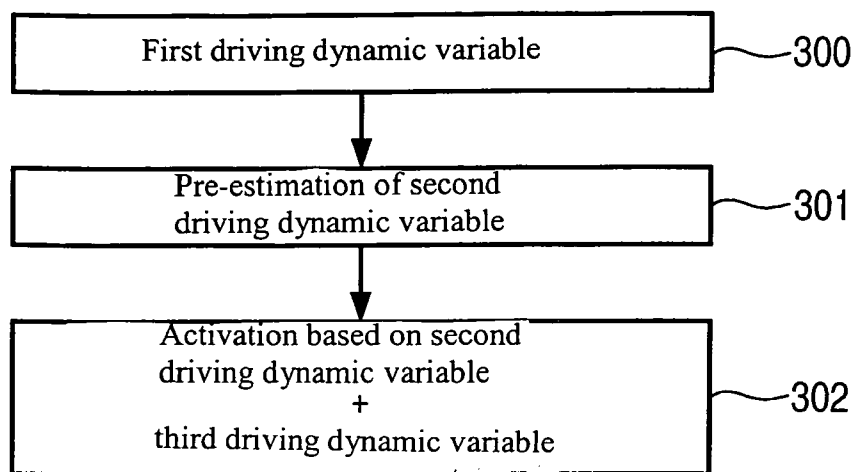 First driving dynamic variable
300
Pre-estimation of second
driving dynamic variable
301
Activation based on second
driving dynamic variable
+
third driving dynamic variable
302